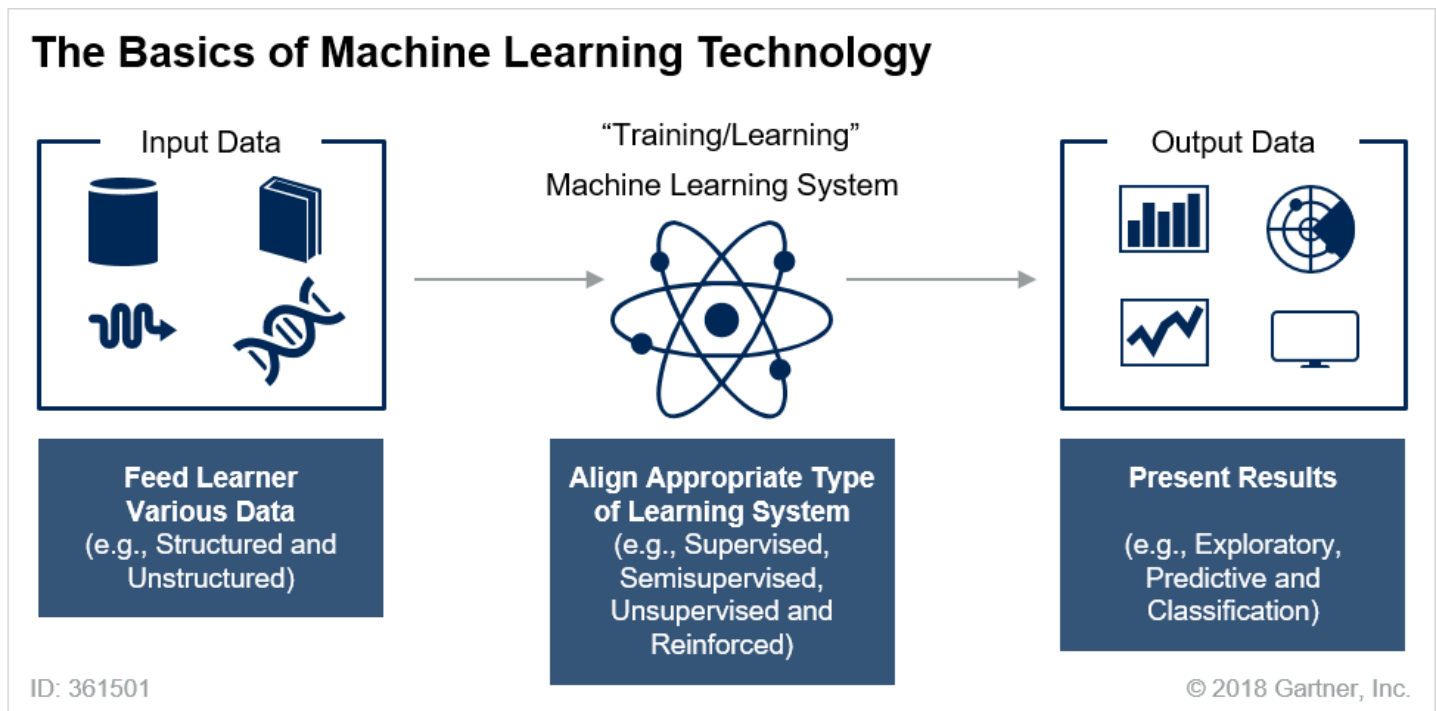 The Basics of Machine Learning Technology
Input Data
“Training/Learning”
Machine Learning System
Output Data
Feed Learner
Various Data
(e.g., Structured and
Unstructured)
Align Appropriate Type
of Learning System
(e.g., Supervised,
Semisupervised,
Unsupervised and
Reinforced)
Present Results
(e.g., Exploratory,
Predictive and
Classification)
ID: 361501
© 2018 Gartner, Inc.